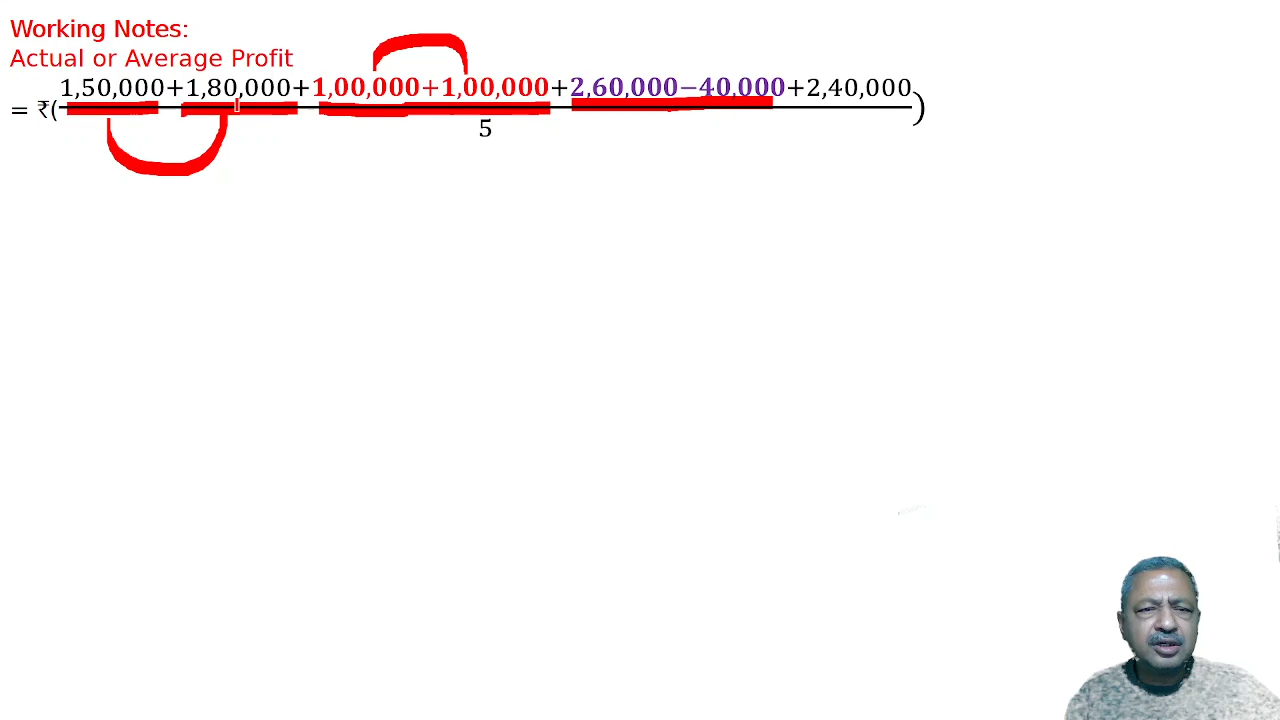 Working Notes:
Actual or Average Profit
= ₹(1,50,000+1,80,000+1,00,000+1,00,000+2,60,000−40,000+2,40,000)
5